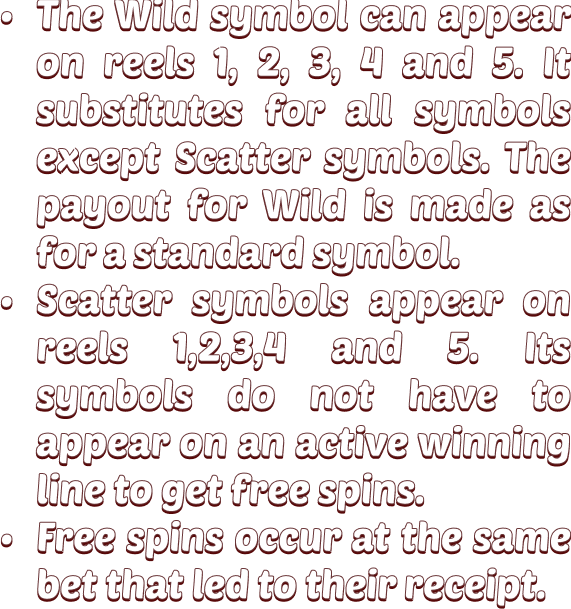 • The Wild symbol can appear
on reels 1, 2, 3, 4 and 5. It
substitutes for all symbols
except Scatter symbols. The
payout for Wild is made as
for a standard symbol.
• Scatter symbols appear on
reels 1,2,3,4 and 5. Its
symbols do not have to
appear on an active winning
line to get free spins.
• Free spins occur at the same
bet that led to their receipt.